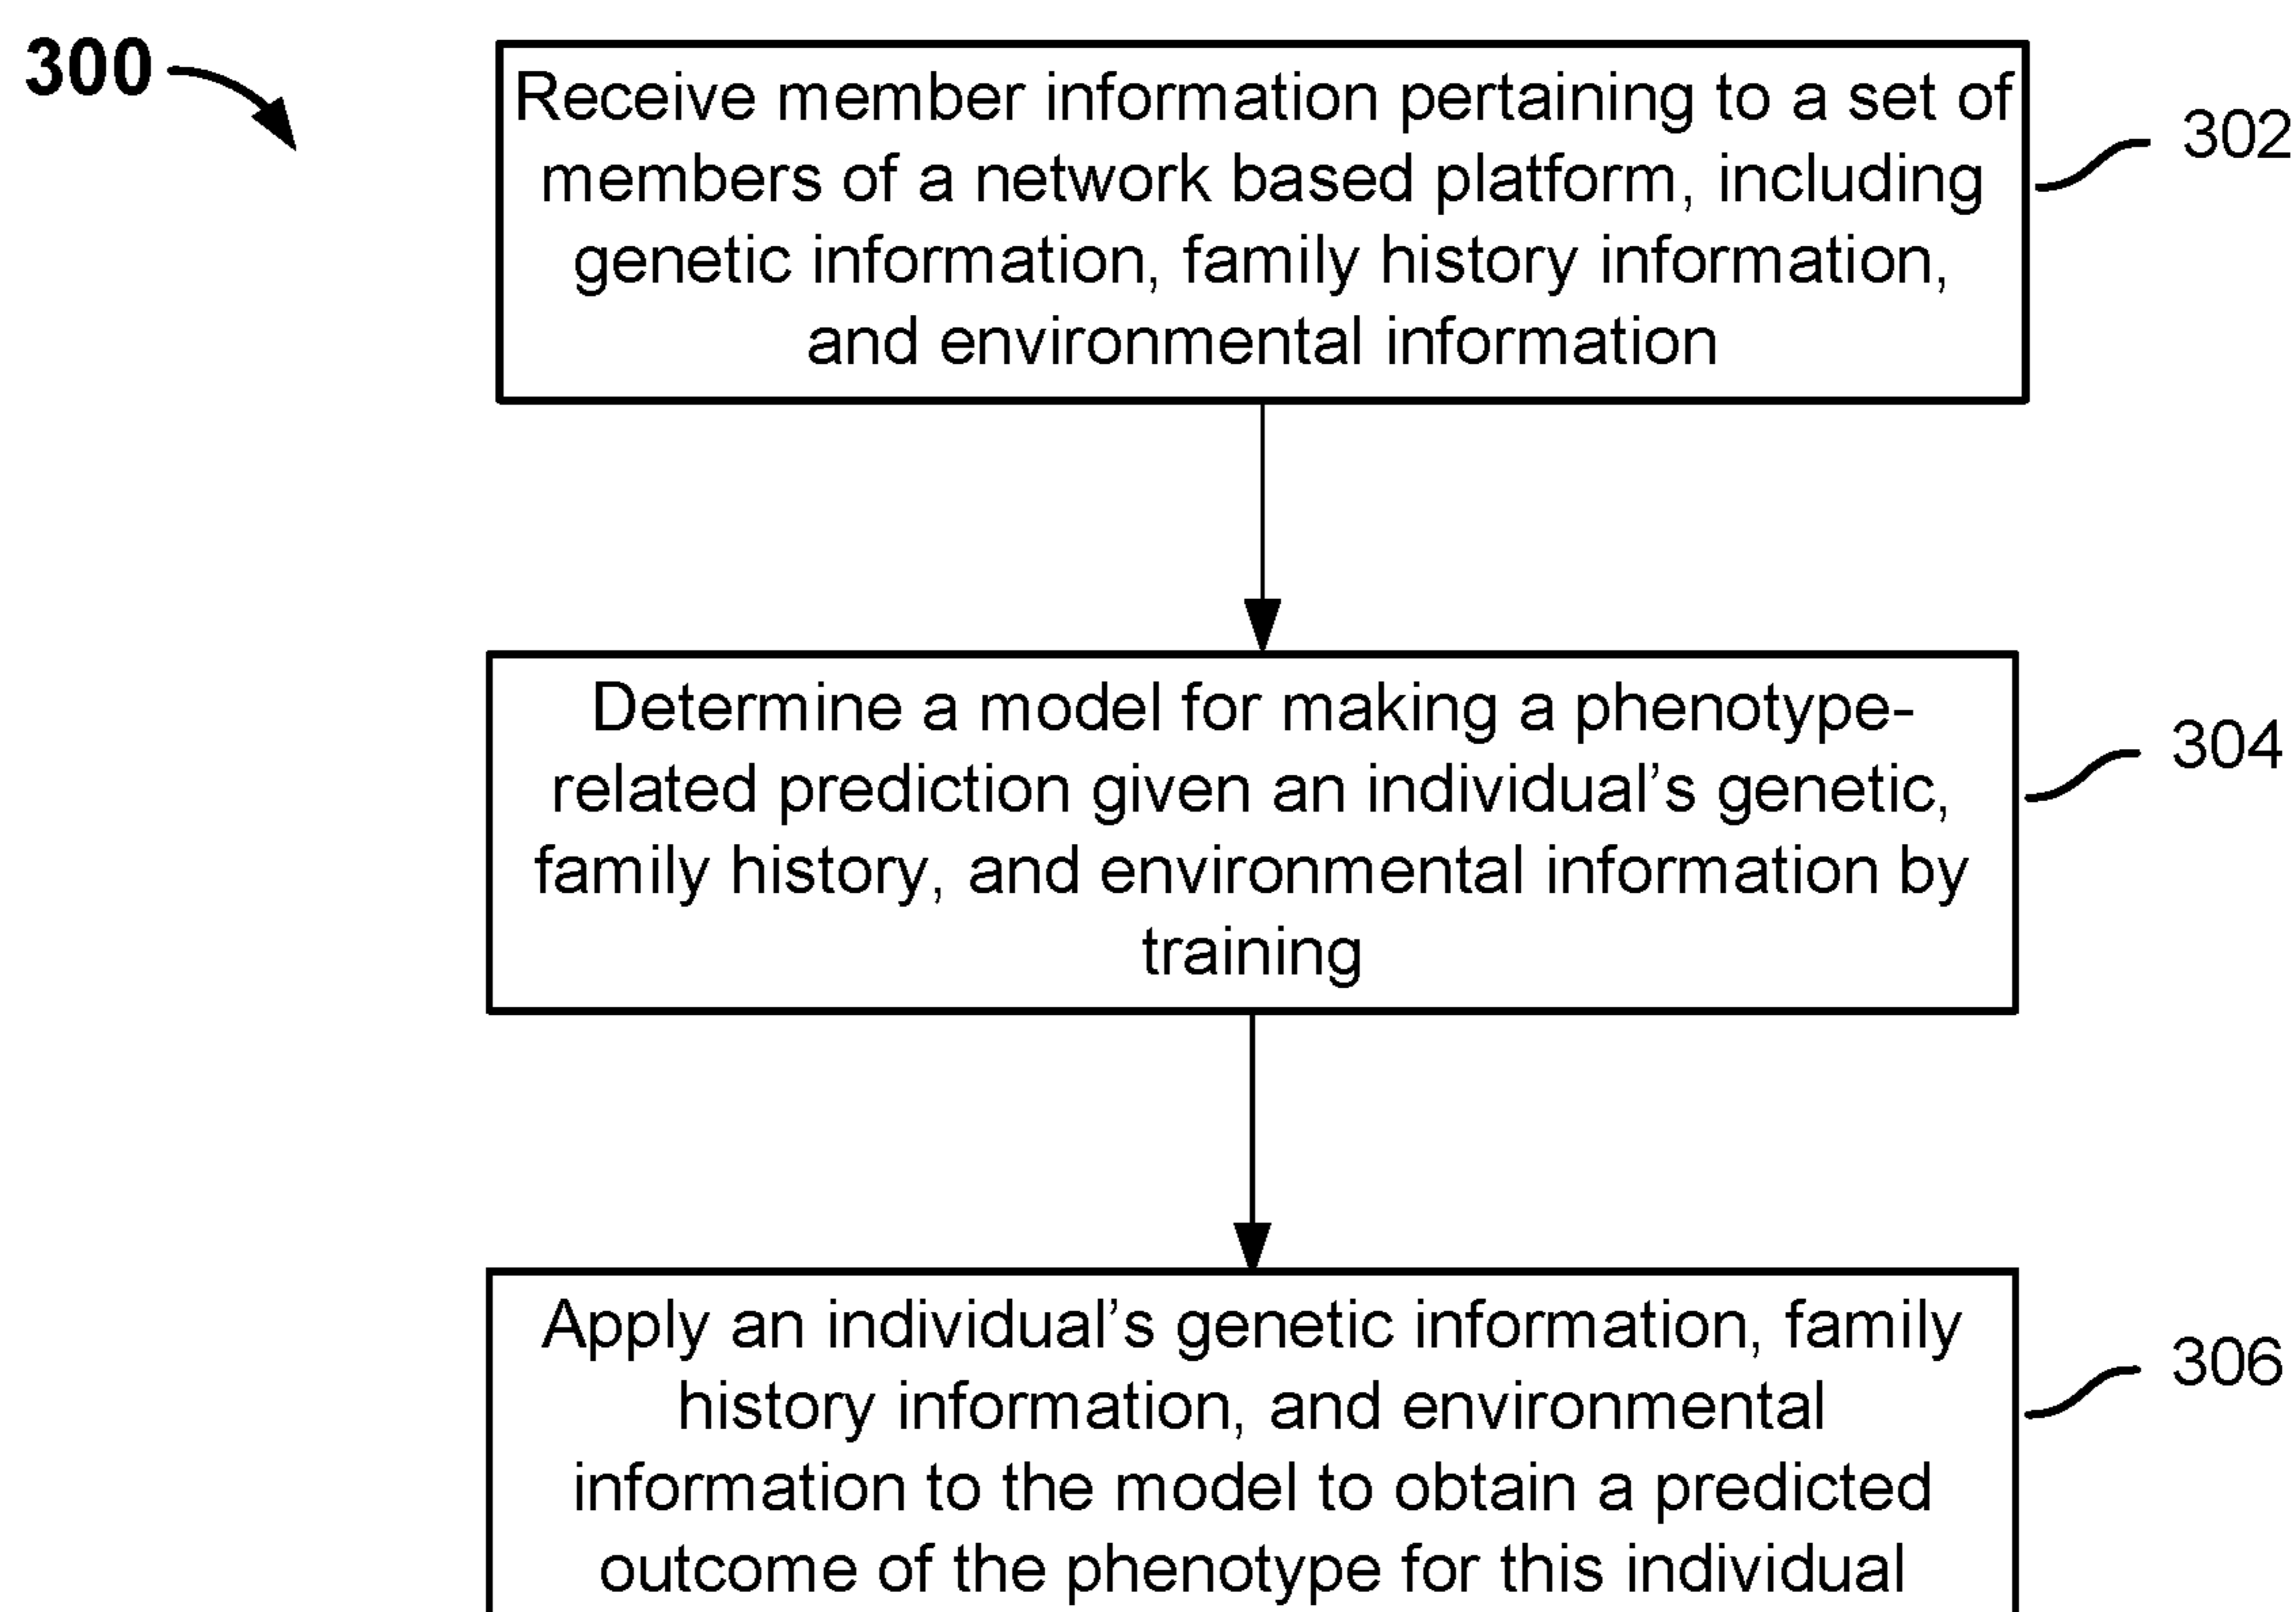 300
Receive member information pertaining to a set of
members of a network based platform, including
genetic information, family history information,
and environmental information
302
Determine a model for making a phenotype-
related prediction given an individual’s genetic,
family history, and environmental information by
training
304
Apply an individual’s genetic information, family
history information, and environmental
information to the model to obtain a predicted
outcome of the phenotype for this individual
306